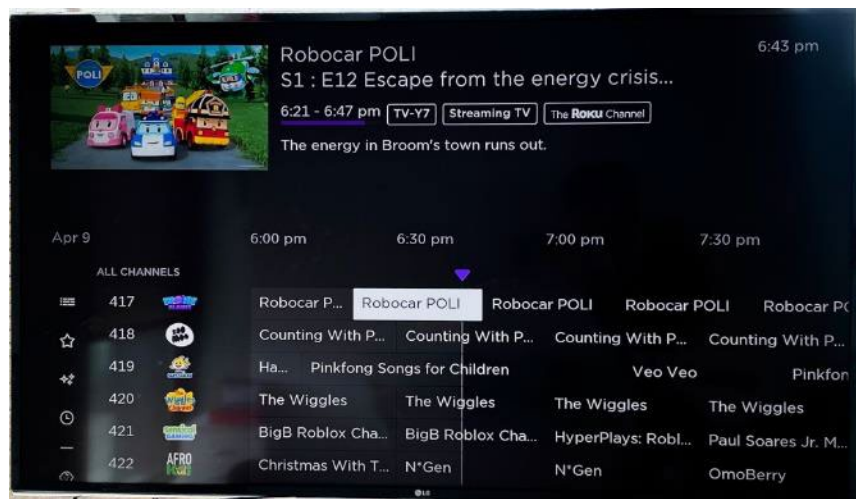 POLI
Robocar POLI
6:43 pm
S1 : E12 Escape from the energy crisis...
6:21 - 6:47 pm TV-Y7 Streaming TV The ROKU Channel
The energy in Broom's town runs out.
Apr 9 6:00 pm 6:30 pm 7:00 pm 7:30 pm
ALL CHANNELS
417 Robocar P... Robocar POLI Robocar POLI Robocar POLI Robocar PO
418 Counting With P... Counting With P... Counting With P... Counting With P...
419 Ha... Pinkfong Songs for Children Veo Veo Pinkfon
420 The Wiggles The Wiggles The Wiggles The Wiggles
421 BigB Roblox Cha... BigB Roblox Cha... HyperPlays: Robl... Paul Soares Jr. M...
422 AFRO Christmas With T... N*Gen N*Gen OmoBerry
LG